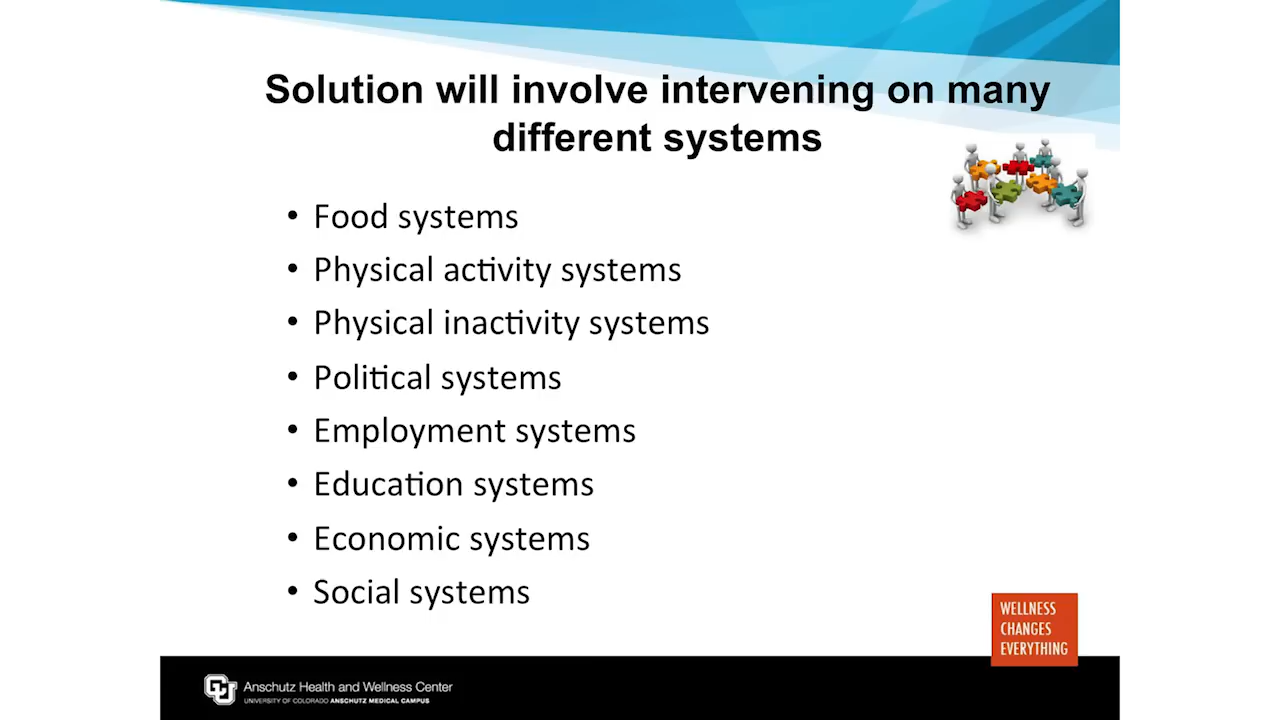 Solution will involve intervening on many
different systems
• Food systems
• Physical activity systems
• Physical inactivity systems
• Political systems
• Employment systems
• Education systems
• Economic systems
• Social systems
WELLNESS
CHANGES
EVERYTHING
CU
Anschutz Health and Wellness Center
UNIVERSITY OF COLORADO ANSCHUTZ MEDICAL CAMPUS